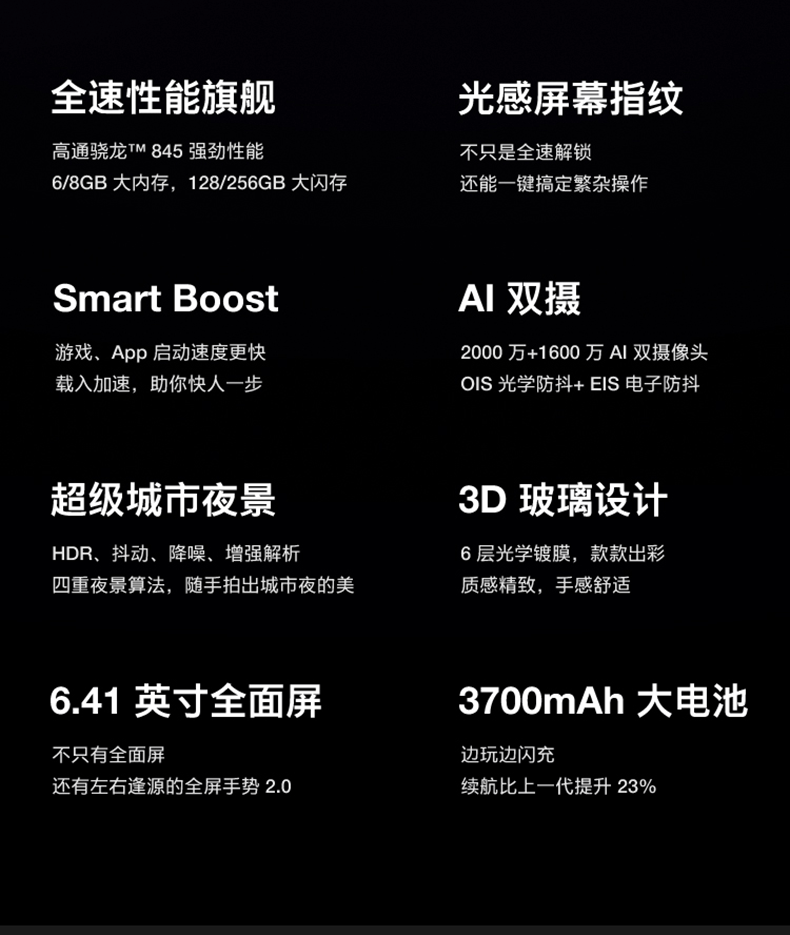 全速性能旗舰
高通骁龙™ 845 强劲性能
6/8GB 大内存，128/256GB 大闪存
光感屏幕指纹
不只是全速解锁
还能一键搞定繁杂操作
Smart Boost
游戏、App 启动速度更快
载入加速，助你快人一步
AI 双摄
2000 万+1600 万 AI 双摄像头
OIS 光学防抖+ EIS 电子防抖
超级城市夜景
HDR、抖动、降噪、增强解析
四重夜景算法，随手拍出城市夜的美
3D 玻璃设计
6 层光学镀膜，款款出彩
质感精致，手感舒适
6.41 英寸全面屏
不只有全面屏
还有左右逢源的全屏手势 2.0
3700mAh 大电池
边玩边闪充
续航比上一代提升 23%